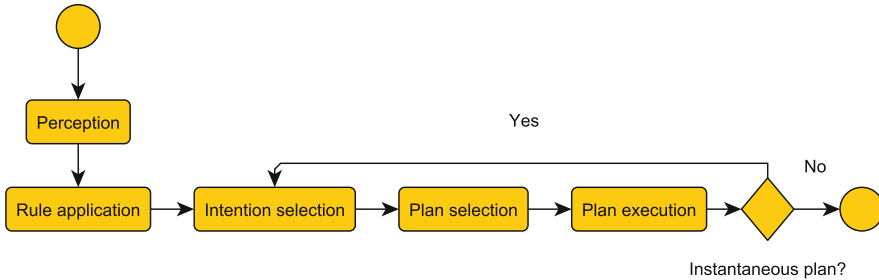 Perception
Yes
No
Rule application
Intention selection
Plan selection
Plan execution
Instantaneous plan?